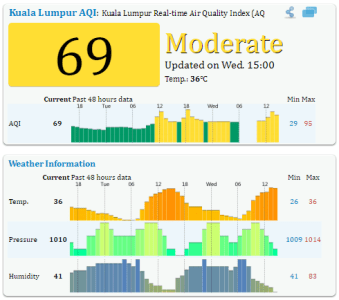 Kuala Lumpur AQI: Kuala Lumpur Real-time Air Quality Index (AQ
69
Moderate
Updated on Wed. 15:00
Temp.: 36°C
Current Past 48 hours data Min Max
18 Tue 06 12 18 Wed 06 12
AQI 69 29 95
Weather Information
Current Past 48 hours data Min Max
18 Tue 06 12 18 Wed 06 12
Temp. 36 26 36
Pressure 1010 1009 1014
Humidity 41 41 83